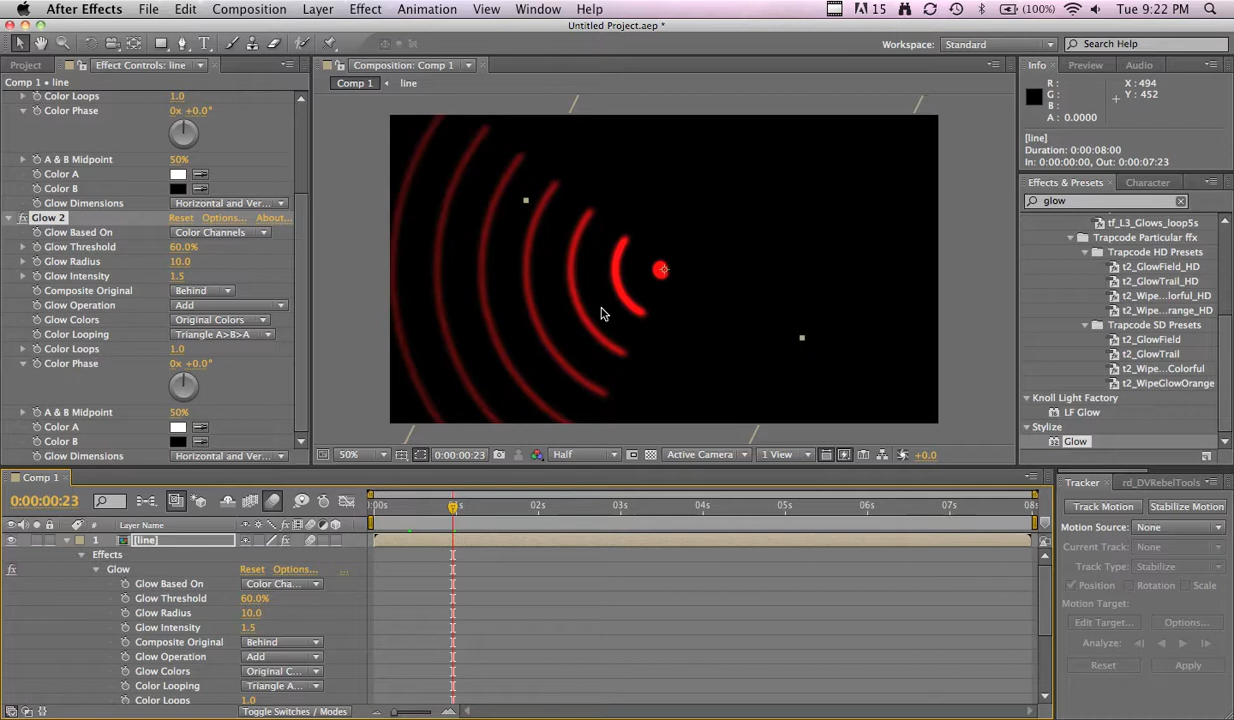 After Effects File Edit Composition Layer Effect Animation View Window Help 15 (100%) Tue 9:22 PM
Untitled Project.aep *
Workspace: Standard Search Help
Project Effect Controls: line Composition: Comp 1 Info Preview Audio
Comp 1 • line
Comp 1 line
Color Loops 1.0
Color Phase 0x +0.0°
A & B Midpoint 50%
Color A
Color B
Glow Dimensions Horizontal and Ver...
Glow 2 Reset Options... About...
Glow Based On Color Channels
Glow Threshold 60.0%
Glow Radius 10.0
Glow Intensity 1.5
Composite Original Behind
Glow Operation Add
Glow Colors Original Colors
Color Looping Triangle A>B>A
Color Loops 1.0
Color Phase 0x +0.0°
A & B Midpoint 50%
Color A
Color B
Glow Dimensions Horizontal and Ver...
50% 0:00:00:23 Half Active Camera 1 View +0.0
R:
G:
B:
A: 0.0000
X: 494
Y: 452
[line]
Duration: 0:00:08:00
In: 0:00:00:00, Out: 0:00:07:23
Effects & Presets Character
glow
tf_L3_Glows_loop5s
Trapcode Particular ffx
Trapcode HD Presets
t2_GlowField_HD
t2_GlowTrail_HD
t2_Wipe...lorful_HD
t2_Wipe...range_HD
Trapcode SD Presets
t2_GlowField
t2_GlowTrail
t2_Wipe...Colorful
t2_WipeGlowOrange
Knoll Light Factory
LF Glow
Stylize
Glow
Comp 1
0:00:00:23
:00s 02s 03s 04s 05s 06s 07s 08s
# Layer Name
1 [line]
Effects
Glow Reset Options... ...
Glow Based On Color Cha...
Glow Threshold 60.0%
Glow Radius 10.0
Glow Intensity 1.5
Composite Original Behind
Glow Operation Add
Glow Colors Original C...
Color Looping Triangle A...
Color Loops 1.0
Toggle Switches / Modes
Tracker rd_DVRebelTools
Track Motion Stabilize Motion
Motion Source: None
Current Track: None
Track Type: Stabilize
Position Rotation Scale
Motion Target:
Edit Target... Options...
Analyze:
Reset Apply